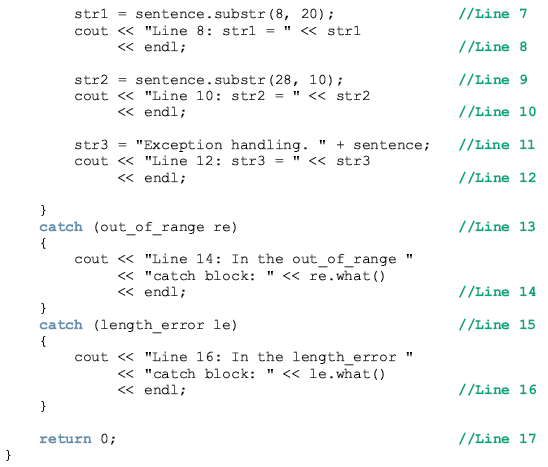 str1 = sentence.substr(8, 20); //Line 7
cout << "Line 8: str1 = " << str1
<< endl; //Line 8
str2 = sentence.substr(28, 10); //Line 9
cout << "Line 10: str2 = " << str2
<< endl; //Line 10
str3 = "Exception handling. " + sentence; //Line 11
cout << "Line 12: str3 = " << str3
<< endl; //Line 12
}
catch (out_of_range re) //Line 13
{
cout << "Line 14: In the out_of_range "
<< "catch block: " << re.what()
<< endl; //Line 14
}
catch (length_error le) //Line 15
{
cout << "Line 16: In the length_error "
<< "catch block: " << le.what()
<< endl; //Line 16
}
return 0; //Line 17
}